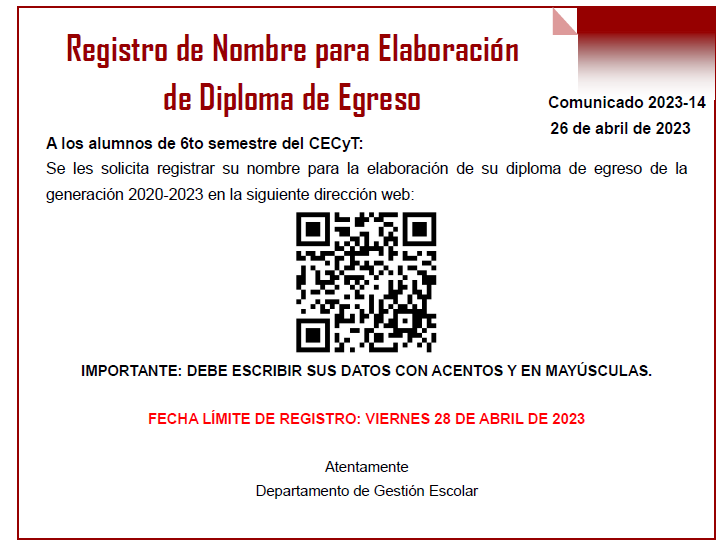 Registro de Nombre para Elaboración
de Diploma de Egreso
Comunicado 2023-14
26 de abril de 2023
A los alumnos de 6to semestre del CECyT:
Se les solicita registrar su nombre para la elaboración de su diploma de egreso de la
generación 2020-2023 en la siguiente dirección web:
IMPORTANTE: DEBE ESCRIBIR SUS DATOS CON ACENTOS Y EN MAYÚSCULAS.
FECHA LÍMITE DE REGISTRO: VIERNES 28 DE ABRIL DE 2023
Atentamente
Departamento de Gestión Escolar